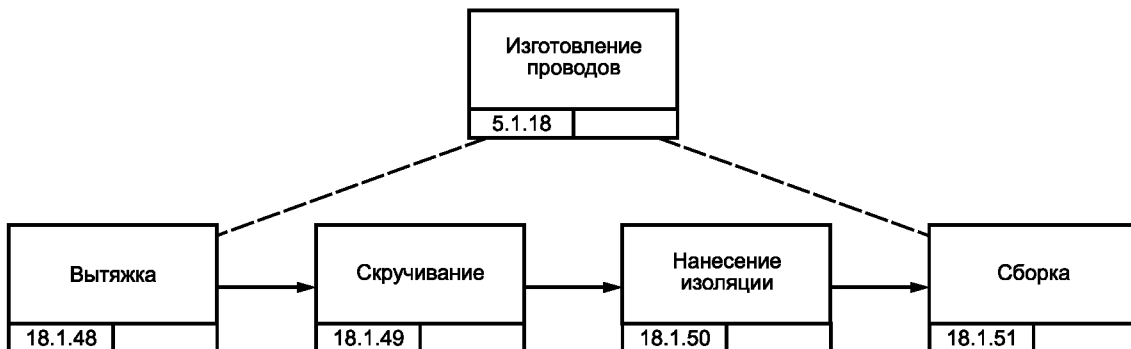 Изготовление
проводов
5.1.18
Вытяжка
Скручивание
Нанесение
изоляции
Сборка
18.1.48
18.1.49
18.1.50
18.1.51